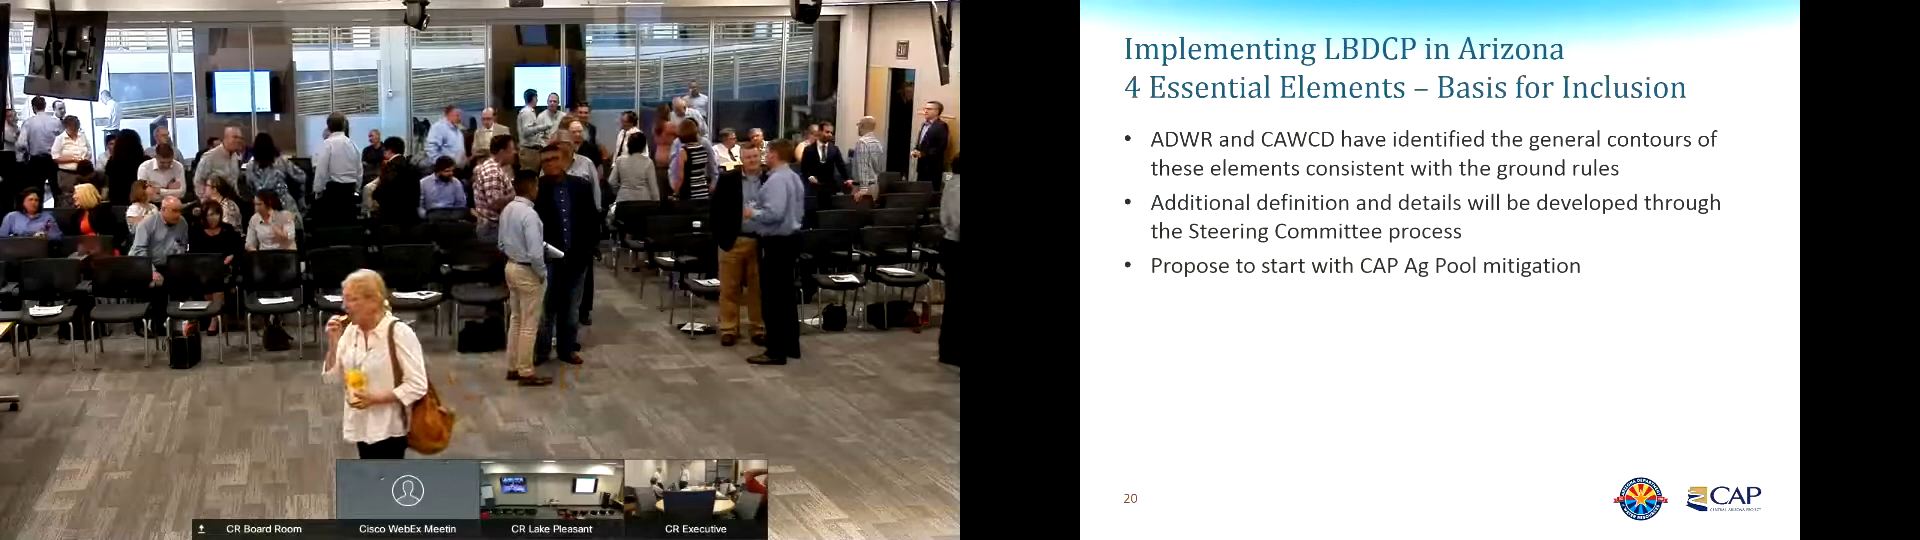 CR Board Room
Cisco WebEx Meetin
CR Lake Pleasant
CR Executive
Implementing LBDCP in Arizona
4 Essential Elements – Basis for Inclusion
• ADWR and CAWCD have identified the general contours of
these elements consistent with the ground rules
• Additional definition and details will be developed through
the Steering Committee process
• Propose to start with CAP Ag Pool mitigation
20
CAP
CENTRAL ARIZONA PROJECT